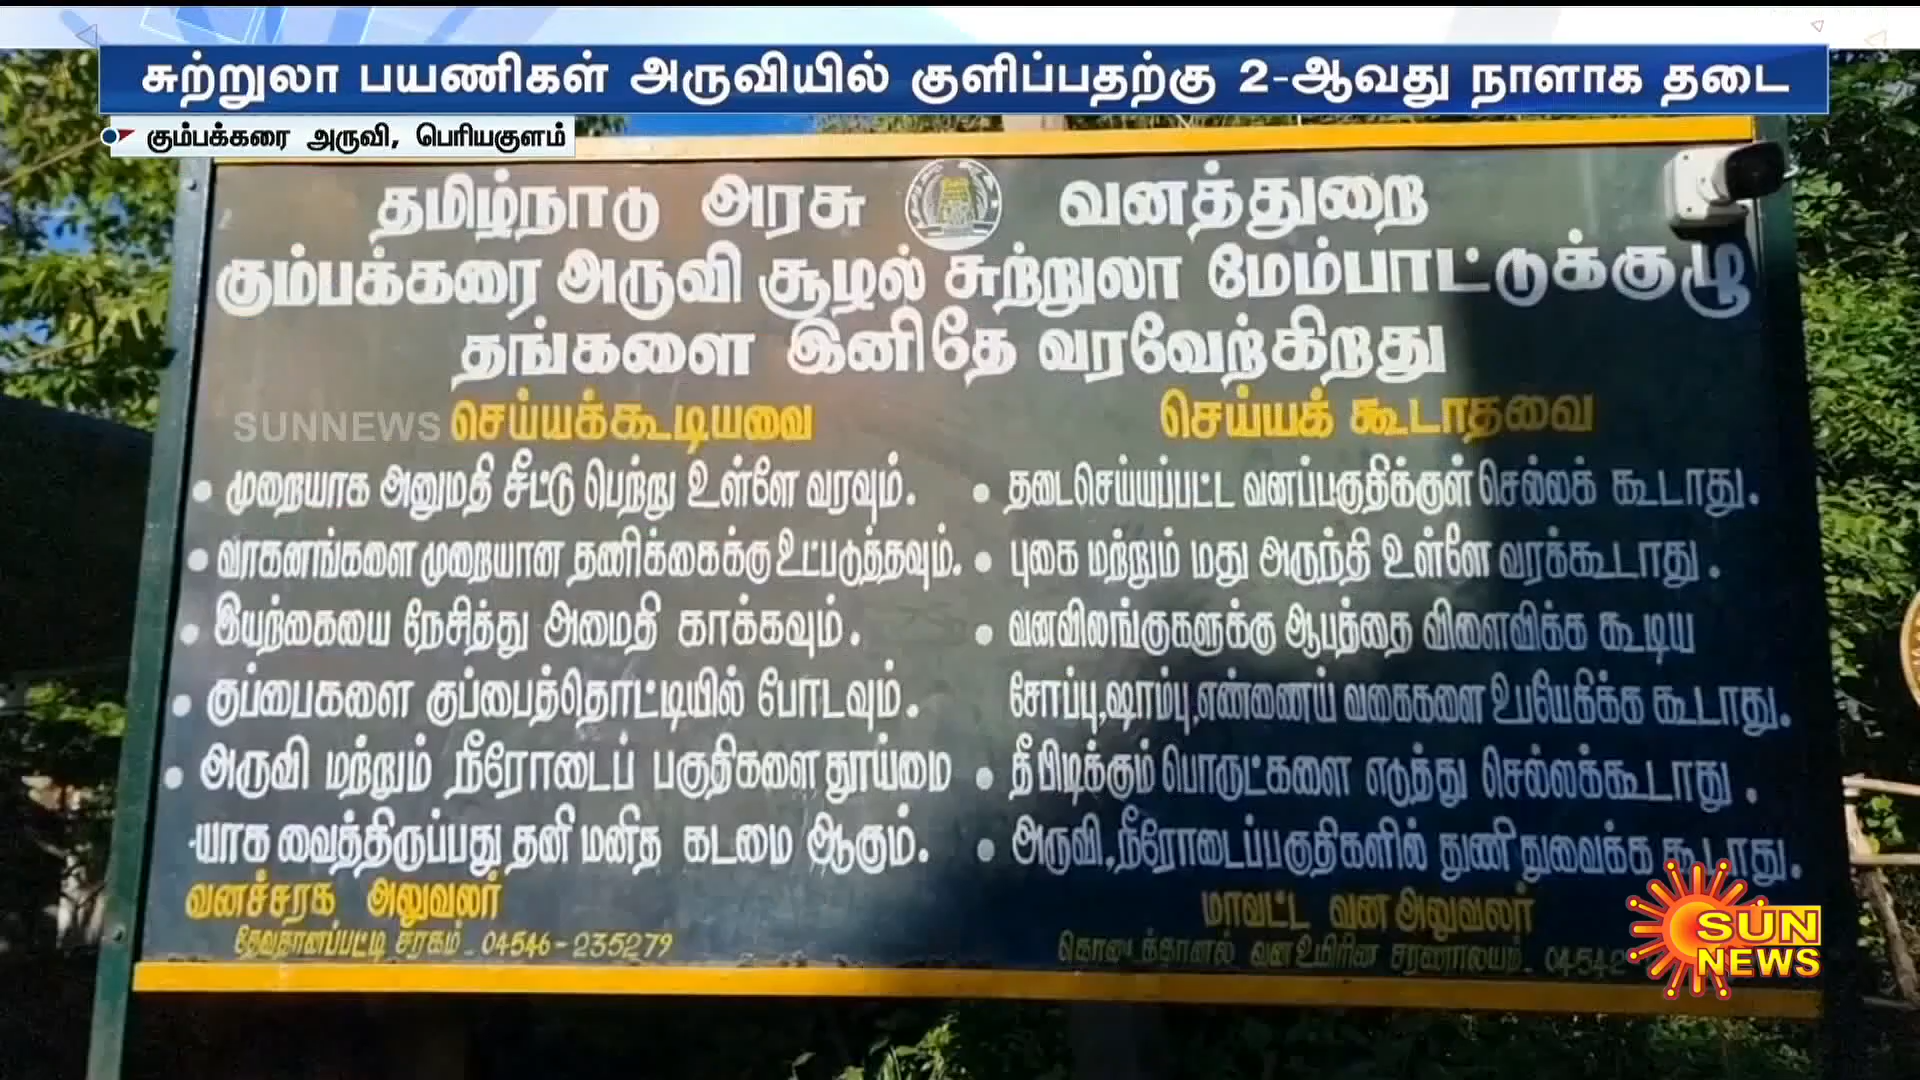 சுற்றுலா பயணிகள் அருவியில் குளிப்பதற்கு 2-ஆவது நாளாக தடை
கும்பக்கரை அருவி, பெரியகுளம்
தமிழ்நாடு அரசு வனத்துறை
கும்பக்கரை அருவி சூழல் சுற்றுலா மேம்பாட்டுக்குழு
தங்களை இனிதே வரவேற்கிறது
SUNNEWS
செய்யக்கூடியவை
• முறையாக அனுமதி சீட்டு பெற்று உள்ளே வரவும்.
• வாகனங்களை முறையான தணிக்கைக்கு உட்படுத்தவும்.
• இயற்கையை நேசித்து அமைதி காக்கவும்.
• குப்பைகளை குப்பைத்தொட்டியில் போடவும்.
• அருவி மற்றும் நீரோடைப் பகுதிகளை தூய்மை
-யாக வைத்திருப்பது தனி மனித கடமை ஆகும்.
வனச்சரக அலுவலர்
தேவதானப்பட்டி சரகம். 04546-235279
செய்யக் கூடாதவை
• தடைசெய்யப்பட்ட வனப்பகுதிக்குள் செல்லக் கூடாது.
• புகை மற்றும் மது அருந்தி உள்ளே வரக்கூடாது.
• வனவிலங்குகளுக்கு ஆபத்தை விளைவிக்க கூடிய
சோப்பு,ஷாம்பு,எண்ணைய் வகைகளை உபயேகிக்க கூடாது.
• தீ பிடிக்கும் பொருட்களை எடுத்து செல்லக்கூடாது.
• அருவி,நீரோடைப்பகுதிகளில் துணி துவைக்க கூடாது.
மாவட்ட வன அலுவலர்
கொடைக்கானல் வன உயிரின சரணாலயம். 04542
SUN
NEWS